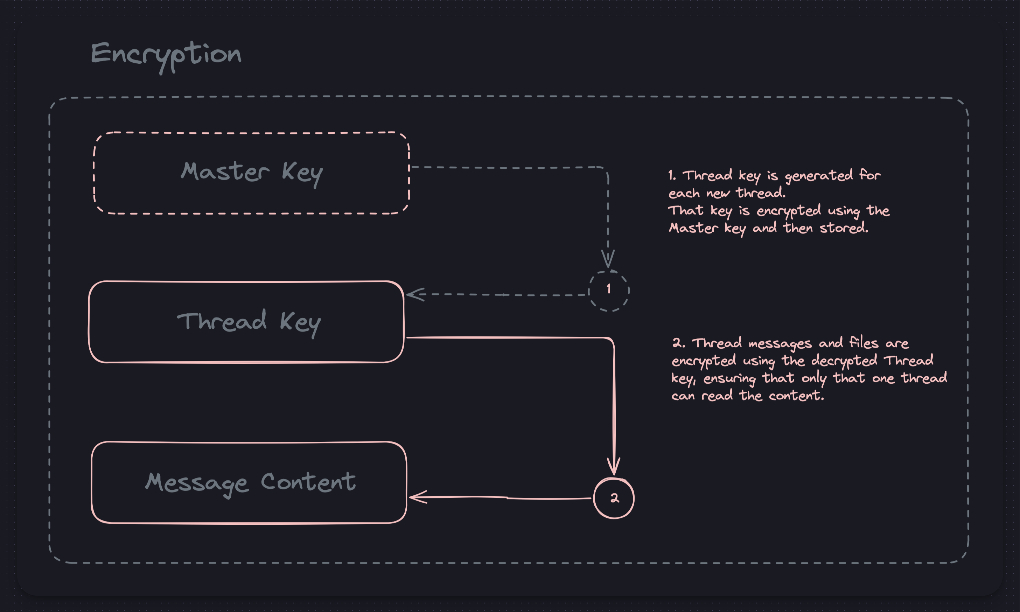 Encryption
Master Key
1. Thread key is generated for
each new thread.
That key is encrypted using the
Master key and then stored.
1
Thread Key
2. Thread messages and files are
encrypted using the decrypted Thread
key, ensuring that only that one thread
can read the content.
Message Content
2